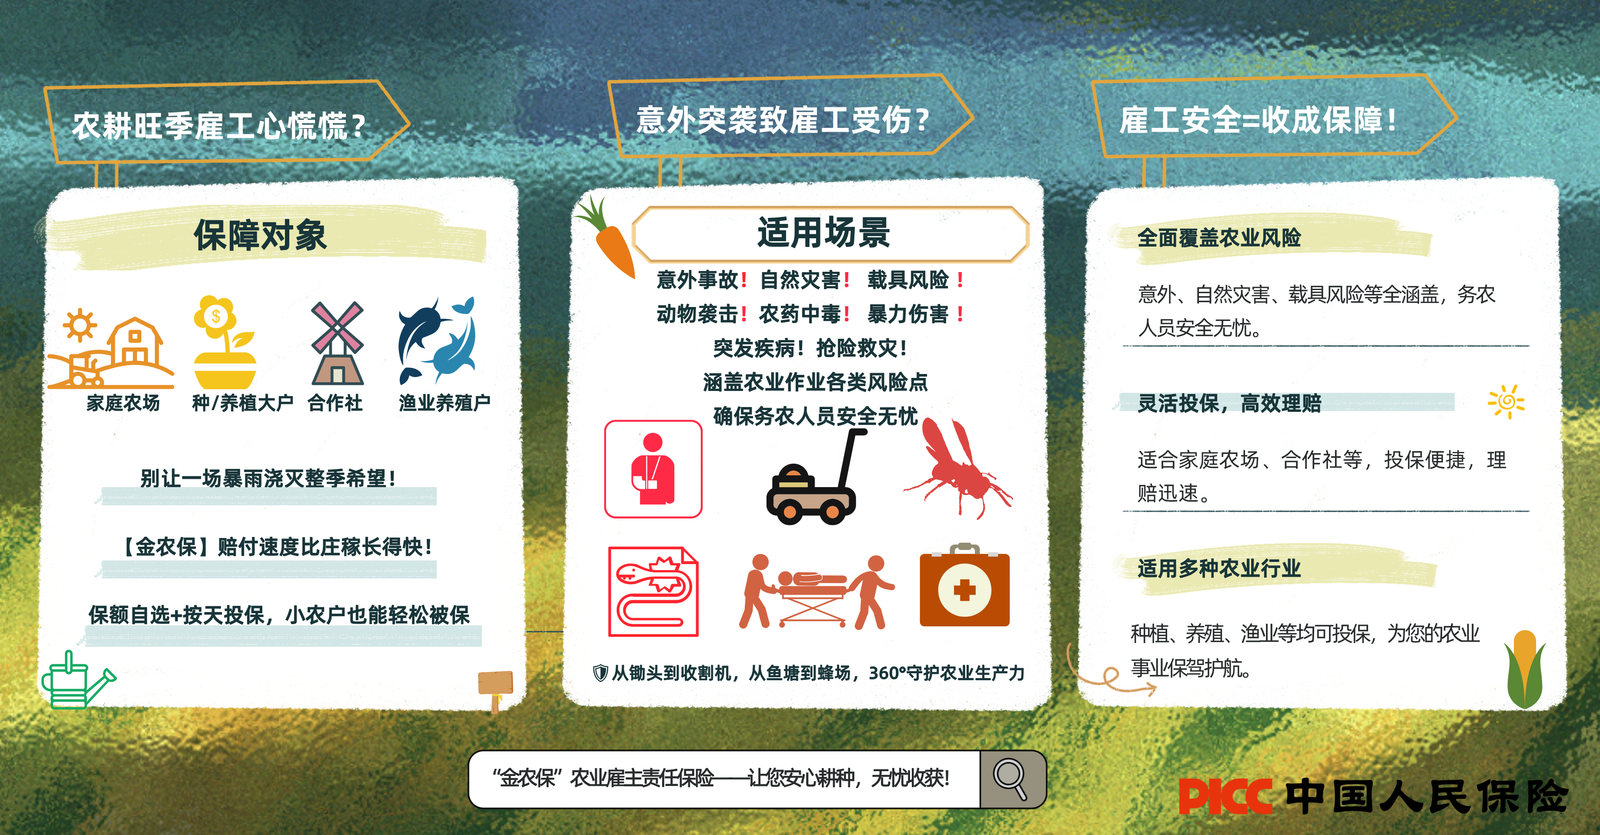 农耕旺季雇工心慌慌？
保障对象
$
家庭农场
种/养植大户
合作社
渔业养殖户
别让一场暴雨浇灭整季希望！
【金农保】赔付速度比庄稼长得快！
保额自选+按天投保，小农户也能轻松被保
意外突袭致雇工受伤？
适用场景
意外事故！自然灾害！ 载具风险 ！
动物袭击！农药中毒！ 暴力伤害 ！
突发疾病！抢险救灾！
涵盖农业作业各类风险点
确保务农人员安全无忧
从锄头到收割机，从鱼塘到蜂场，360°守护农业生产力
雇工安全=收成保障！
全面覆盖农业风险
意外、自然灾害、载具风险等全涵盖，务农
人员安全无忧。
灵活投保，高效理赔
适合家庭农场、合作社等，投保便捷，理
赔迅速。
适用多种农业行业
种植、养殖、渔业等均可投保，为您的农业
事业保驾护航。
“金农保”农业雇主责任保险——让您安心耕种，无忧收获！
PICC 中国人民保险